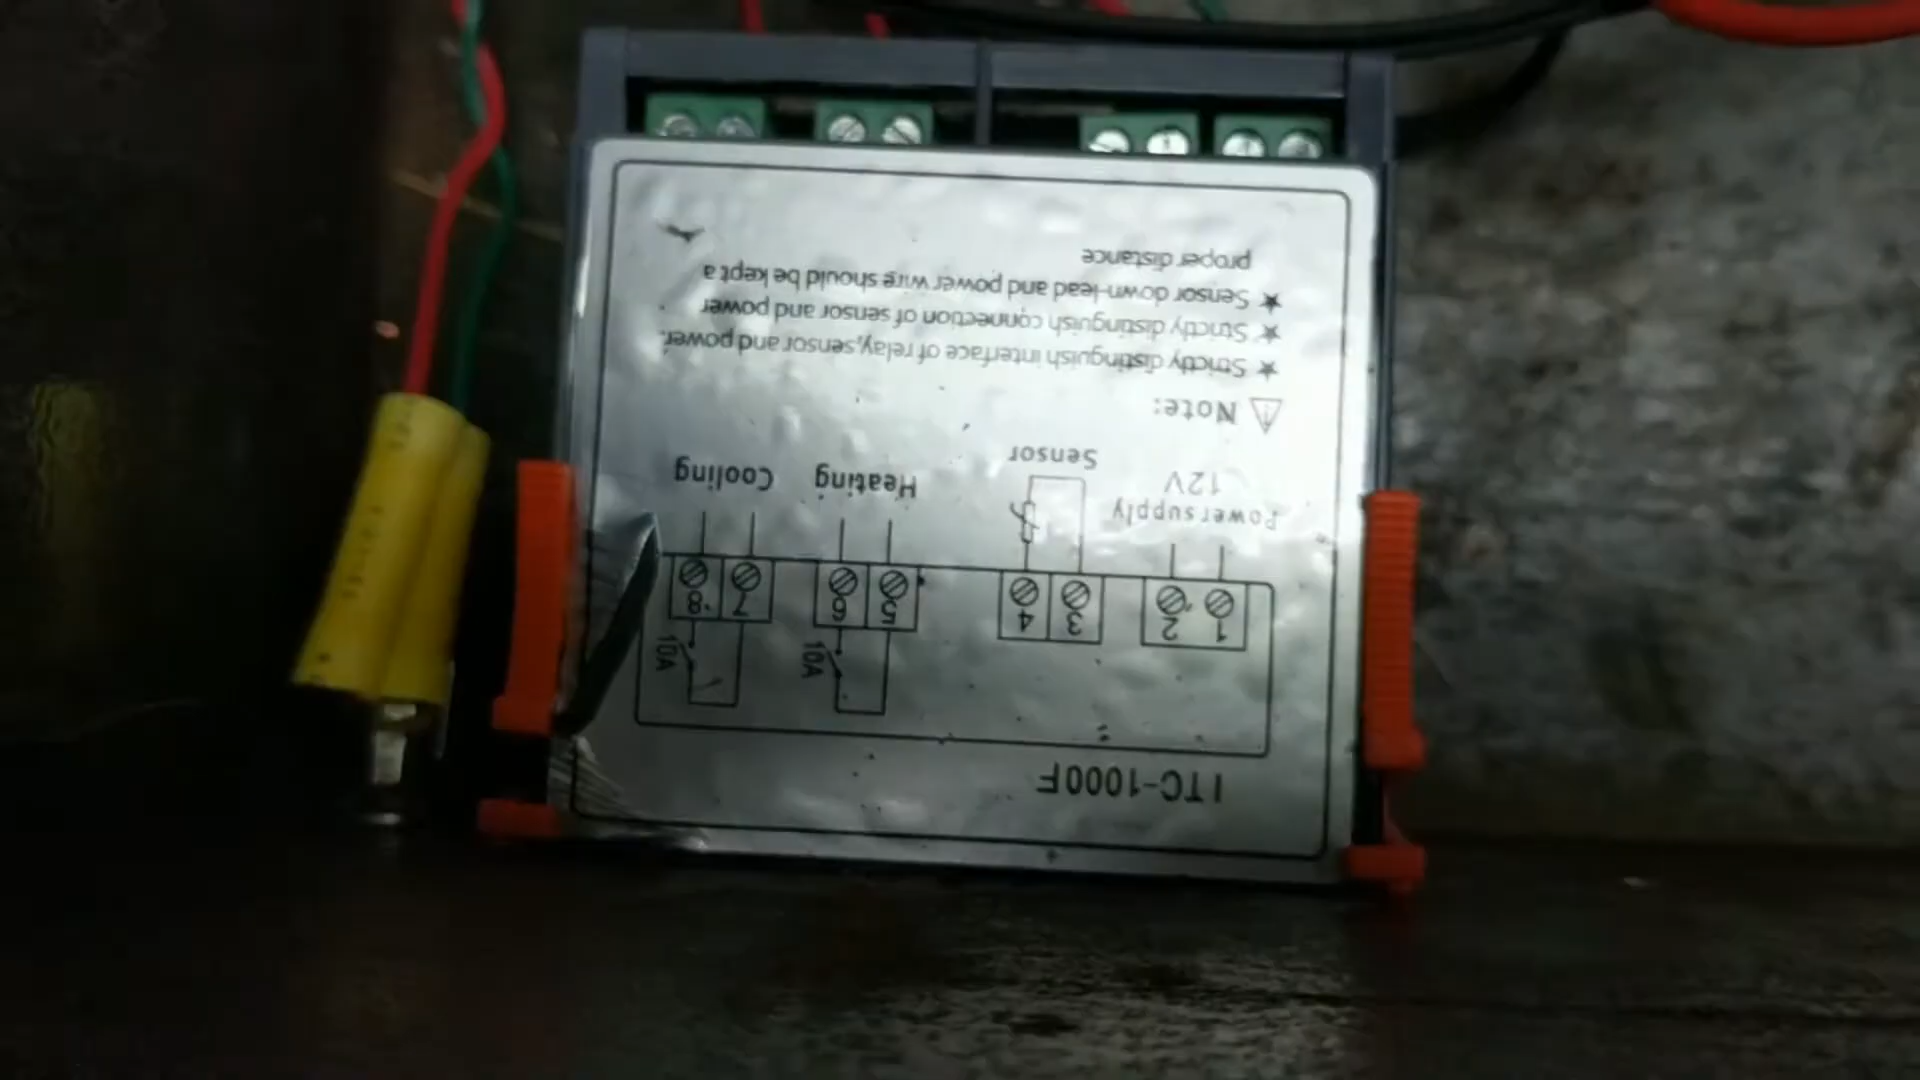 ITC-1000F
10A 10A
1 2 3 4 5 6 7 8
Power supply
12V
Sensor
Heating
Cooling
Note:
★ Strictly distinguish interface of relay,sensor and power.
★ Strictly distinguish connection of sensor and power
★ Sensor down-lead and power wire should be kept a
proper distance